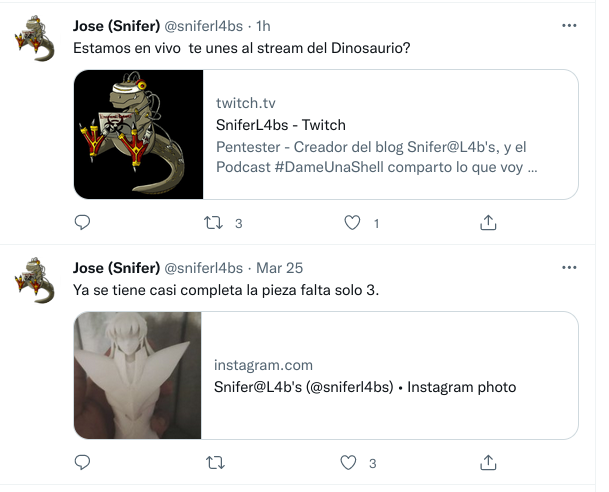 Jose (Snifer) @sniferl4bs · 1h
Estamos en vivo te unes al stream del Dinosaurio?
twitch.tv
SniferL4bs - Twitch
Pentester - Creador del blog Snifer@L4b's, y el
Podcast #DameUnaShell comparto lo que voy ...
3
1
Jose (Snifer) @sniferl4bs · Mar 25
Ya se tiene casi completa la pieza falta solo 3.
instagram.com
Snifer@L4b's (@sniferl4bs) • Instagram photo
3